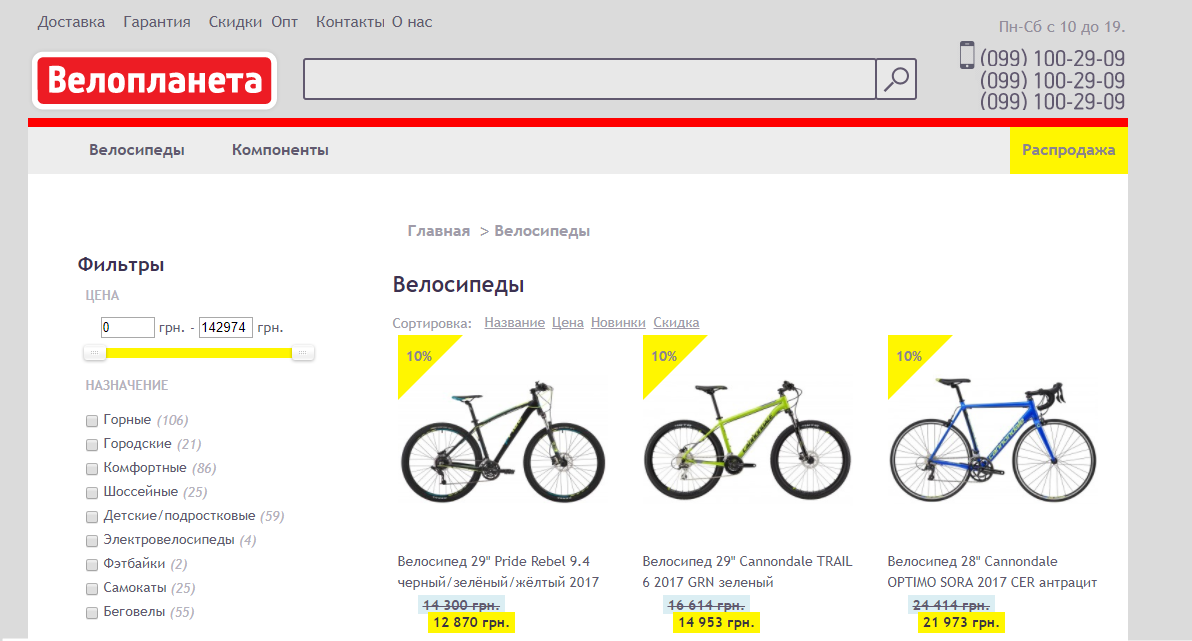 Доставка Гарантия Скидки Опт Контакты О нас
Пн-Сб с 10 до 19.
Велопланета
(099) 100-29-09
(099) 100-29-09
(099) 100-29-09
Велосипеды Компоненты Распродажа
Главная > Велосипеды
Фильтры
ЦЕНА
0 грн. - 142974 грн.
НАЗНАЧЕНИЕ
Горные (106)
Городские (21)
Комфортные (86)
Шоссейные (25)
Детские/подростковые (59)
Электровелосипеды (4)
Фэтбайки (2)
Самокаты (25)
Беговелы (55)
Велосипеды
Сортировка: Название Цена Новинки Скидка
10%
Велосипед 29" Pride Rebel 9.4
черный/зелёный/жёлтый 2017
14 300 грн.
12 870 грн.
10%
Велосипед 29" Cannondale TRAIL
6 2017 GRN зеленый
16 614 грн.
14 953 грн.
10%
Велосипед 28" Cannondale
OPTIMO SORA 2017 CER антрацит
24 414 грн.
21 973 грн.